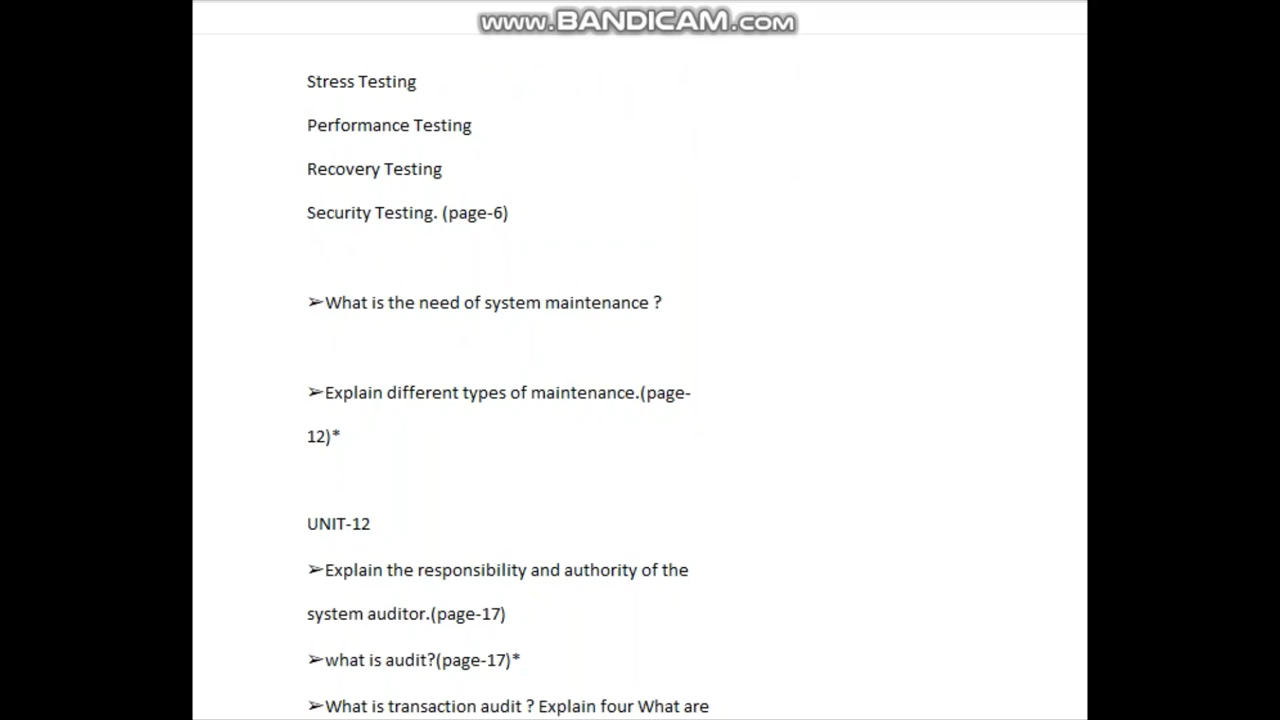 www.BANDICAM.com
Stress Testing
Performance Testing
Recovery Testing
Security Testing. (page-6)
➢What is the need of system maintenance ?
➢Explain different types of maintenance.(page-
12)*
UNIT-12
➢Explain the responsibility and authority of the
system auditor.(page-17)
➢what is audit?(page-17)*
➢What is transaction audit ? Explain four What are